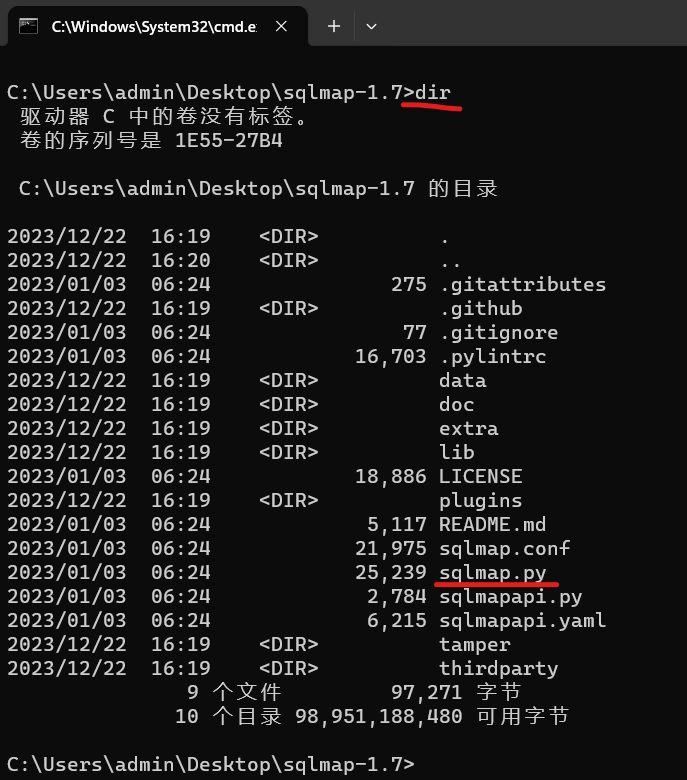 C:\Windows\System32\cmd.e
C:\Users\admin\Desktop\sqlmap-1.7>dir
驱动器 C 中的卷没有标签。
卷的序列号是 1E55-27B4
C:\Users\admin\Desktop\sqlmap-1.7 的目录
2023/12/22  16:19    <DIR>          .
2023/12/22  16:20    <DIR>          ..
2023/01/03  06:24               275 .gitattributes
2023/12/22  16:19    <DIR>          .github
2023/01/03  06:24                77 .gitignore
2023/01/03  06:24            16,703 .pylintrc
2023/12/22  16:19    <DIR>          data
2023/12/22  16:19    <DIR>          doc
2023/12/22  16:19    <DIR>          extra
2023/12/22  16:19    <DIR>          lib
2023/01/03  06:24            18,886 LICENSE
2023/12/22  16:19    <DIR>          plugins
2023/01/03  06:24             5,117 README.md
2023/01/03  06:24            21,975 sqlmap.conf
2023/01/03  06:24            25,239 sqlmap.py
2023/01/03  06:24             2,784 sqlmapapi.py
2023/01/03  06:24             6,215 sqlmapapi.yaml
2023/12/22  16:19    <DIR>          tamper
2023/12/22  16:19    <DIR>          thirdparty
9 个文件         97,271 字节
10 个目录 98,951,188,480 可用字节
C:\Users\admin\Desktop\sqlmap-1.7>